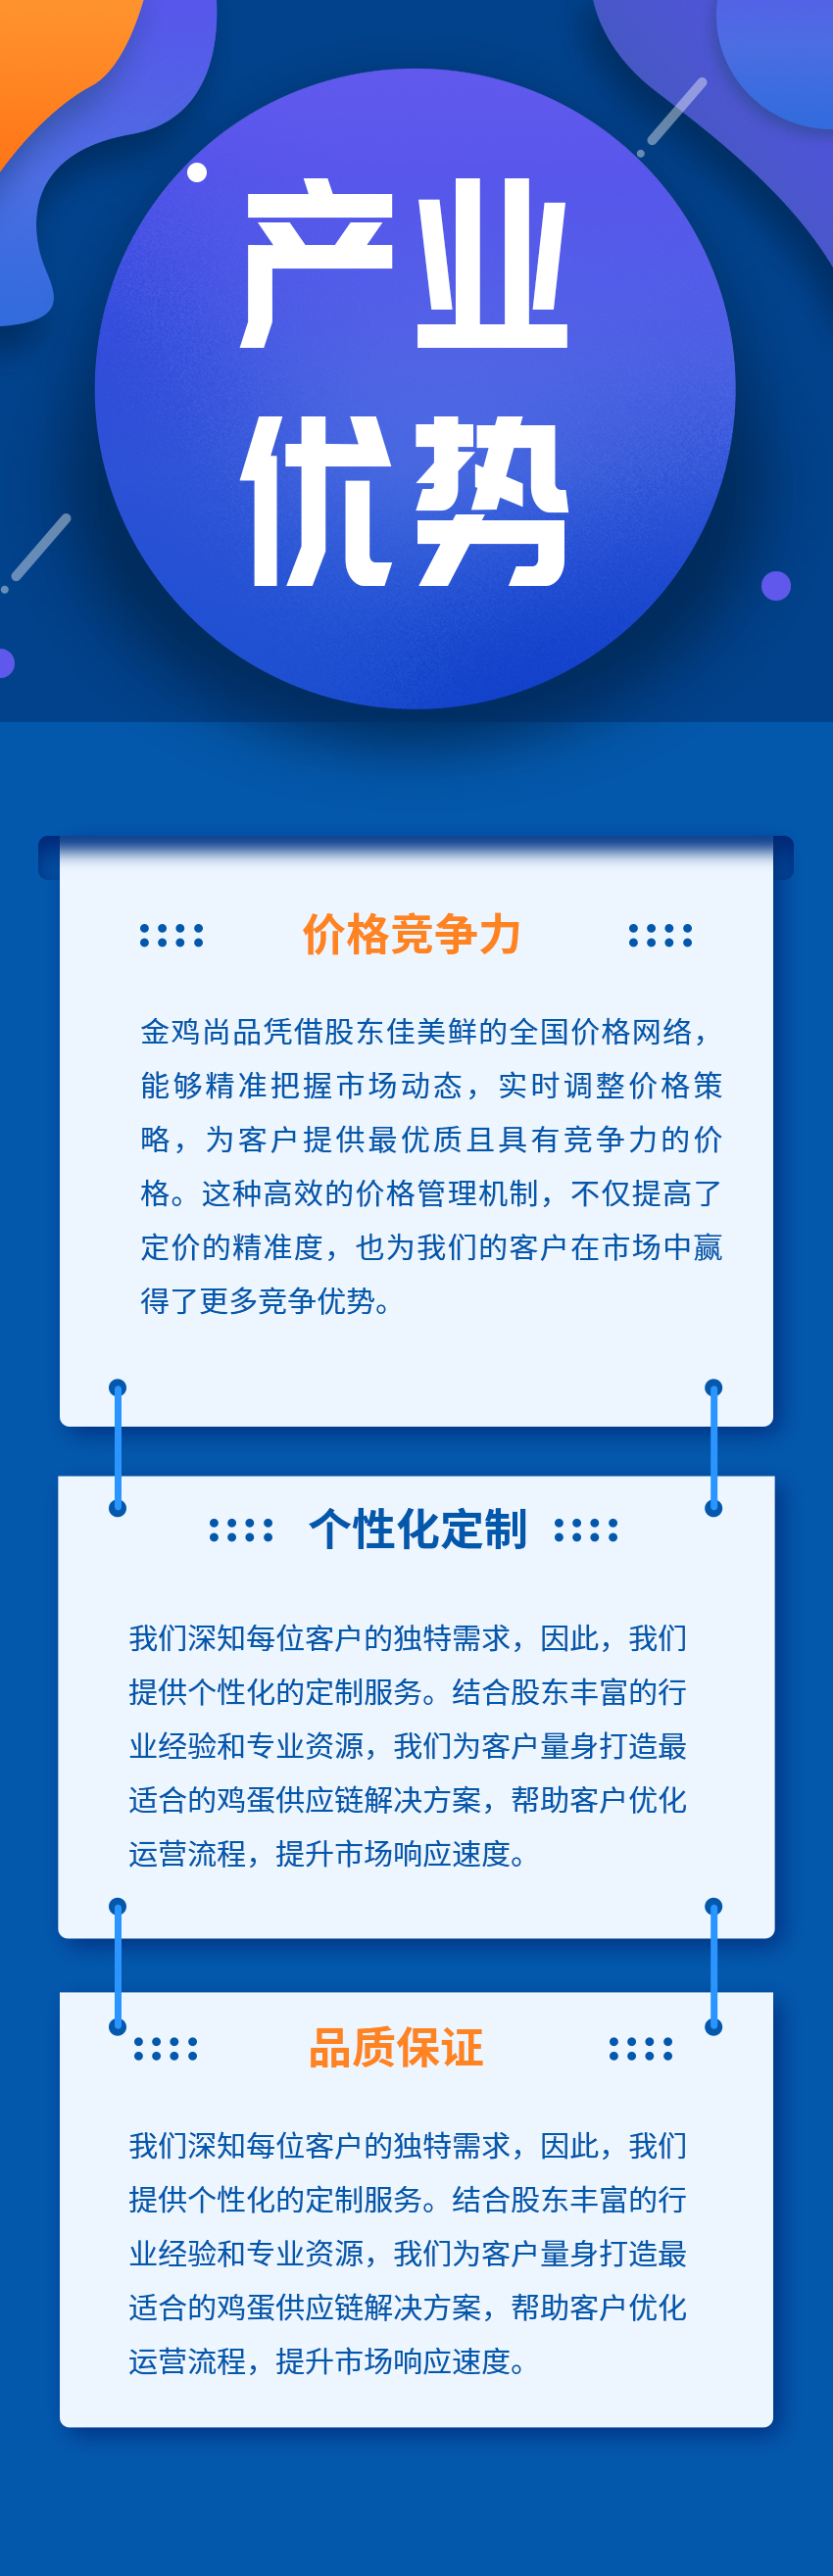 产业
优势
价格竞争力
金鸡尚品凭借股东佳美鲜的全国价格网络，
能够精准把握市场动态，实时调整价格策
略，为客户提供最优质且具有竞争力的价
格。这种高效的价格管理机制，不仅提高了
定价的精准度，也为我们的客户在市场中赢
得了更多竞争优势。
个性化定制
我们深知每位客户的独特需求，因此，我们
提供个性化的定制服务。结合股东丰富的行
业经验和专业资源，我们为客户量身打造最
适合的鸡蛋供应链解决方案，帮助客户优化
运营流程，提升市场响应速度。
品质保证
我们深知每位客户的独特需求，因此，我们
提供个性化的定制服务。结合股东丰富的行
业经验和专业资源，我们为客户量身打造最
适合的鸡蛋供应链解决方案，帮助客户优化
运营流程，提升市场响应速度。